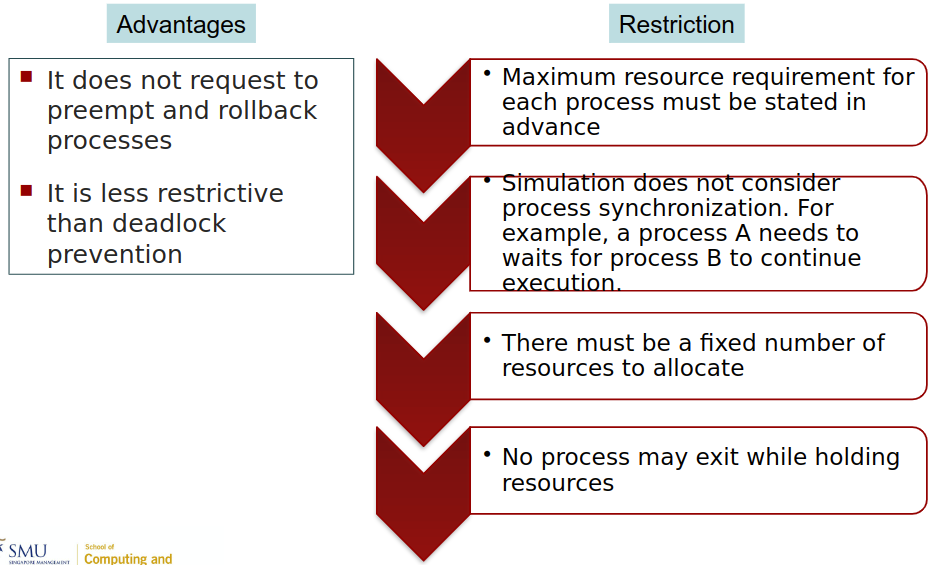 Advantages
It does not request to
preempt and rollback
processes
It is less restrictive
than deadlock
prevention
Restriction
Maximum resource requirement for
each process must be stated in
advance
Simulation does not consider
process synchronization. For
example, a process A needs to
waits for process B to continue
execution.
There must be a fixed number of
resources to allocate
No process may exit while holding
resources
SMU
SINGAPORE MANAGEMENT
School of
Computing and